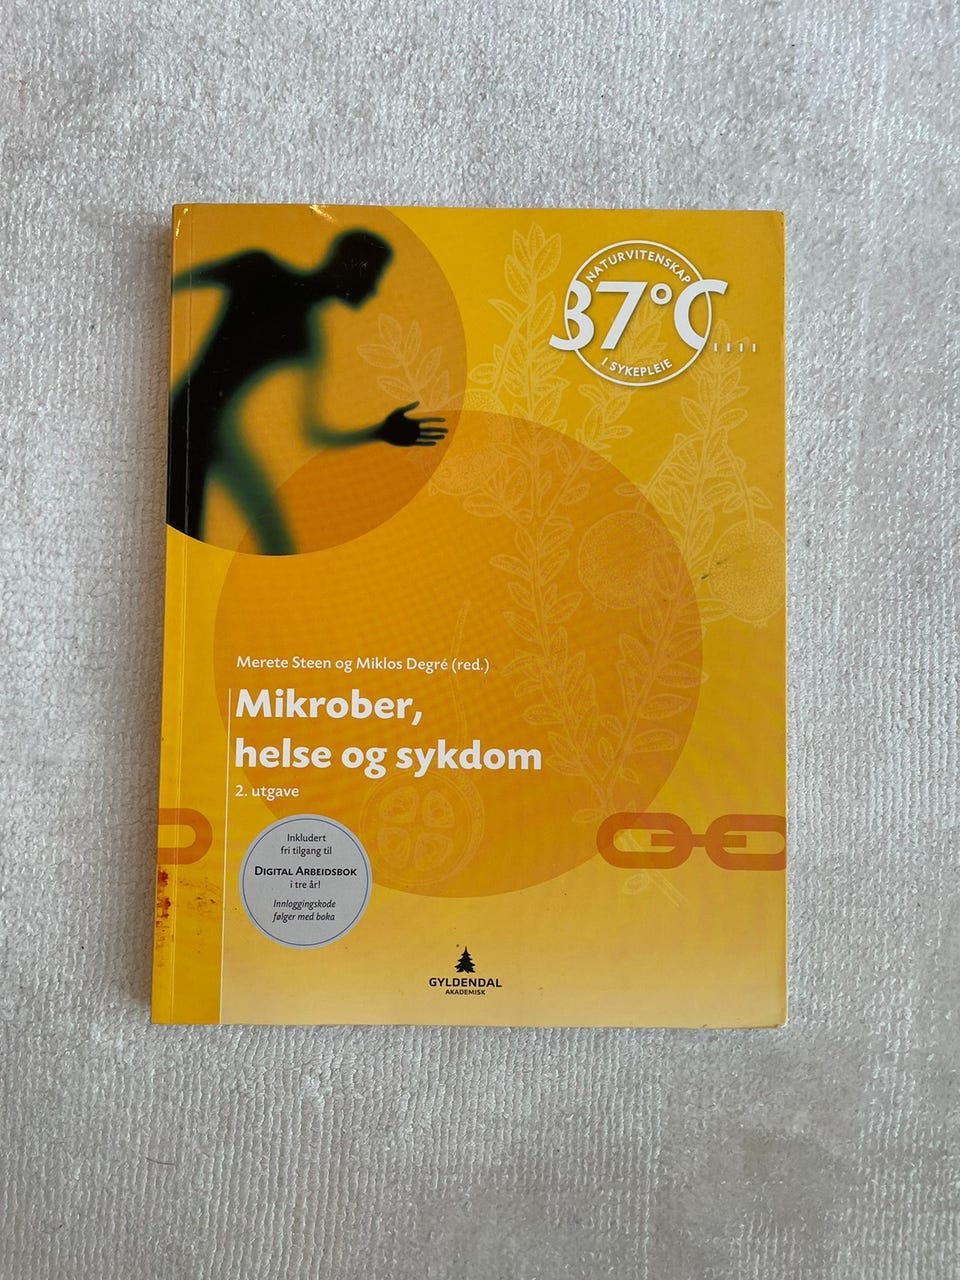 NATURVITENSKAP
37°C
I SYKEPLEIE
Merete Steen og Miklos Degré (red.)
Mikrober,
helse og sykdom
2. utgave
Inkludert
fri tilgang til
DIGITAL ARBEIDSBOK
i tre år!
Innloggingskode
følger med boka
GYLDENDAL
AKADEMISK